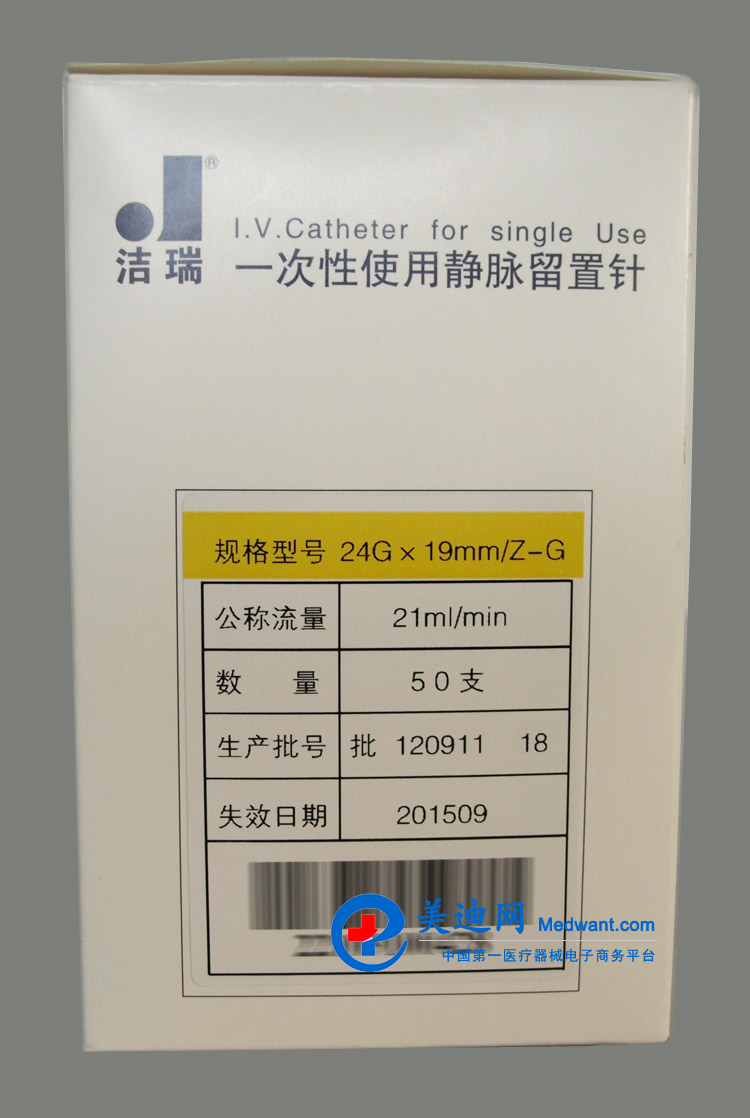 ®
I.V.Catheter for single Use
洁瑞 一次性使用静脉留置针
规格型号 24G×19mm/Z-G
公称流量 21ml/min
数 量 50支
生产批号 批 120911 18
失效日期 201509
美迪网 Medwant.com
中国第一医疗器械电子商务平台